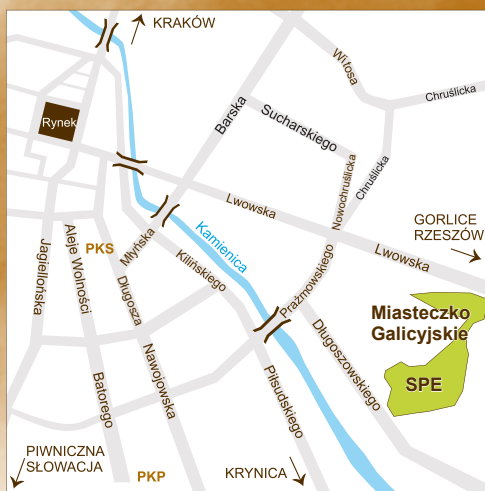 KRAKÓW
Witosa
Chruślicka
Rynek
Barska
Sucharskiego
Nowochruślicka
Chruślicka
Lwowska
GORLICE
RZESZÓW
Lwowska
Kamienica
PKS
Młyńska
Kilińskiego
Jagiellońska
Aleje Wolności
Długosza
Prażmowskiego
Miasteczko
Galicyjskie
SPE
Długoszowskiego
Nawojowska
Batorego
Piłsudskiego
PIWNICZNA
SŁOWACJA
PKP
KRYNICA